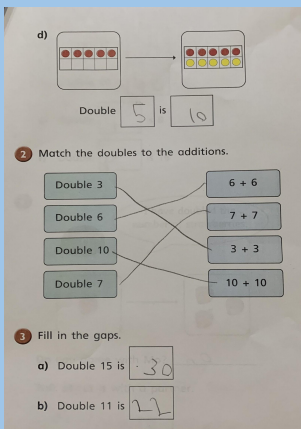 d)
Double 5 is 10
2 Match the doubles to the additions.
Double 3 6 + 6
Double 6 7 + 7
Double 10 3 + 3
Double 7 10 + 10
3 Fill in the gaps.
a) Double 15 is 30
b) Double 11 is 22